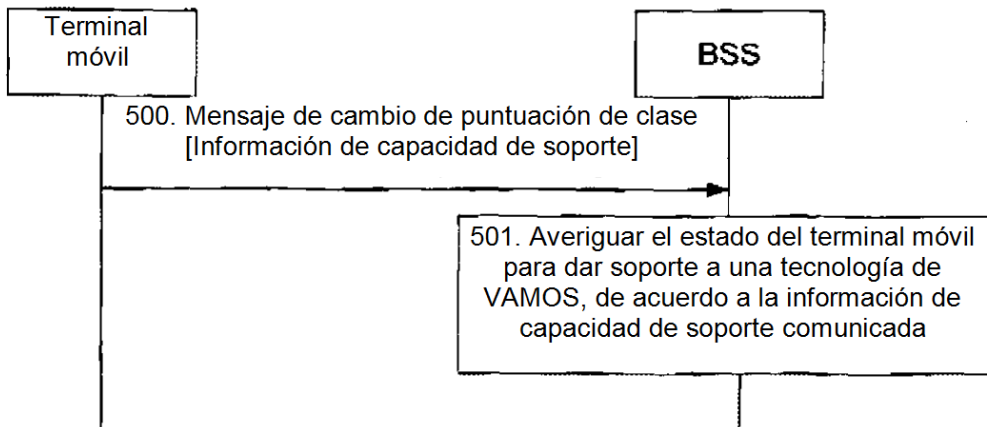 Terminal
móvil
BSS
500. Mensaje de cambio de puntuación de clase
[Información de capacidad de soporte]
501. Averiguar el estado del terminal móvil
para dar soporte a una tecnología de
VAMOS, de acuerdo a la información de
capacidad de soporte comunicada